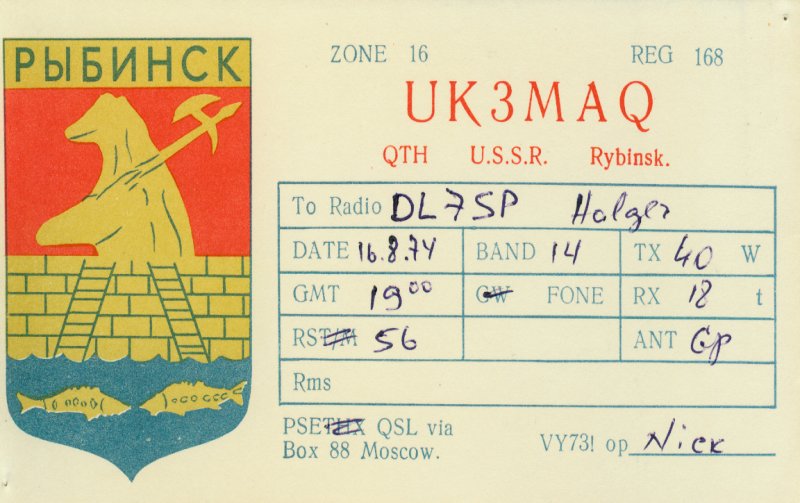 РЫБИНСК
ZONE 16 REG 168
UK3MAQ
QTH U.S.S.R. Rybinsk.
To Radio DL7SP Holger
DATE 16.8.74 BAND 14 TX 40 W
GMT 19⁰⁰ CW FONE RX 18 t
RST/M 56 ANT Gp
Rms
PSETNX QSL via
Box 88 Moscow.
VY73! op Nick